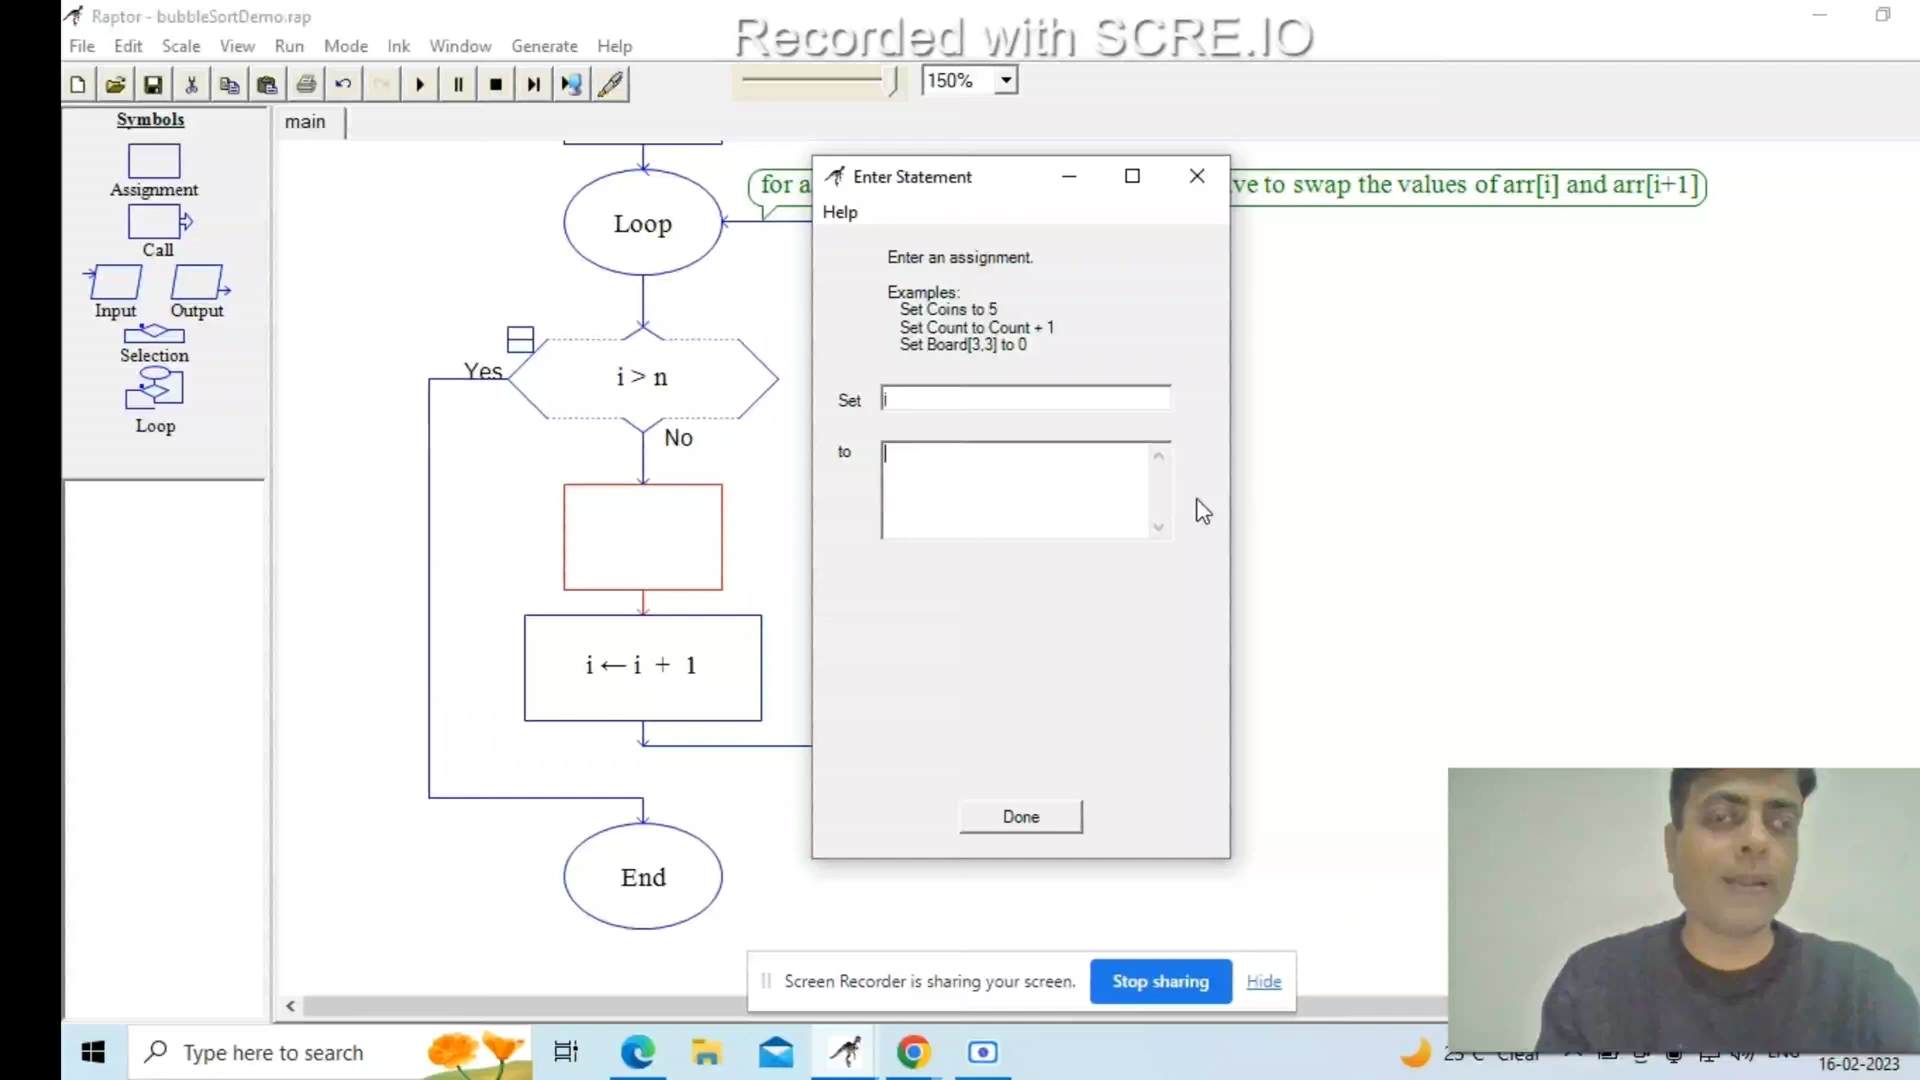 Raptor - bubbleSortDemo.rap
Recorded with SCRE.IO
File Edit Scale View Run Mode Ink Window Generate Help
150%
Symbols
main
Assignment
Call
Input Output
Selection
Loop
for a
ve to swap the values of arr[i] and arr[i+1]
Loop
Yes
i > n
No
i ← i + 1
End
Enter Statement
Help
Enter an assignment.
Examples:
Set Coins to 5
Set Count to Count + 1
Set Board[3,3] to 0
Set i
to
Done
Screen Recorder is sharing your screen. Stop sharing Hide
Type here to search
25°C Clear
ENG
16-02-2023